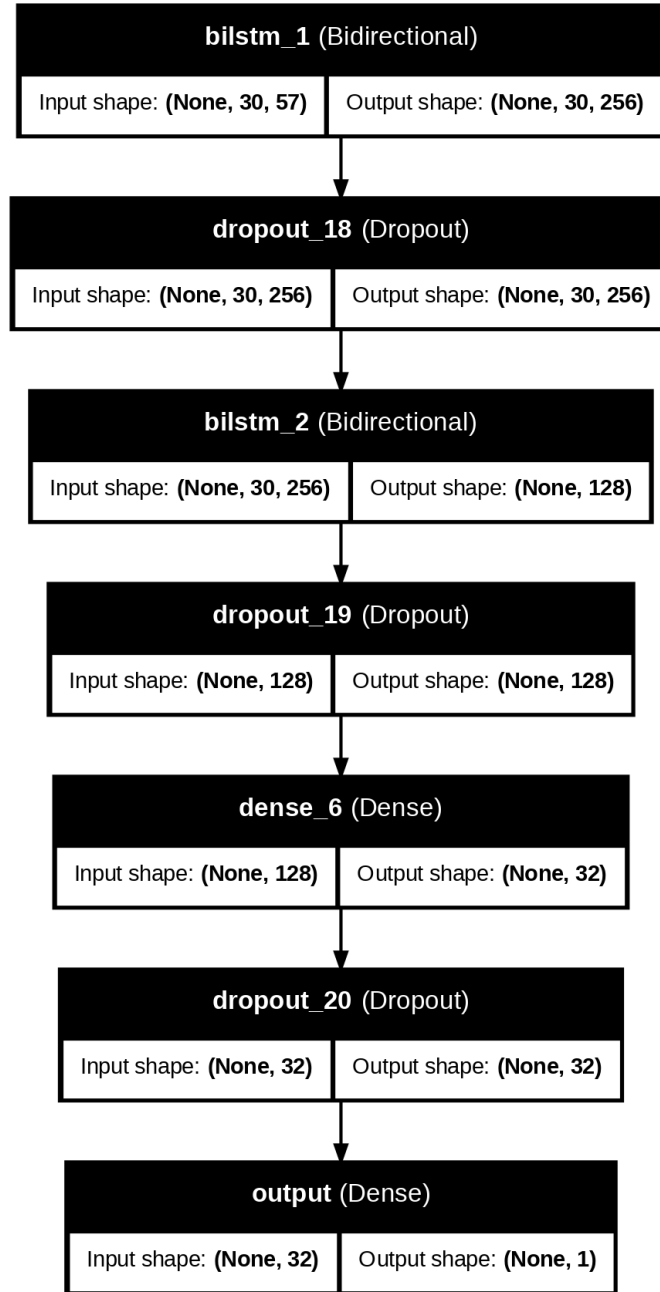 bilstm_1 (Bidirectional)
Input shape: (None, 30, 57) Output shape: (None, 30, 256)
dropout_18 (Dropout)
Input shape: (None, 30, 256) Output shape: (None, 30, 256)
bilstm_2 (Bidirectional)
Input shape: (None, 30, 256) Output shape: (None, 128)
dropout_19 (Dropout)
Input shape: (None, 128) Output shape: (None, 128)
dense_6 (Dense)
Input shape: (None, 128) Output shape: (None, 32)
dropout_20 (Dropout)
Input shape: (None, 32) Output shape: (None, 32)
output (Dense)
Input shape: (None, 32) Output shape: (None, 1)